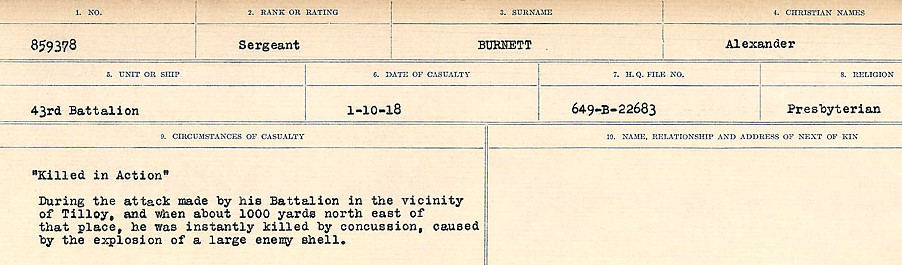 1. NO. 2. RANK OR RATING 3. SURNAME 4. CHRISTIAN NAMES
859378 Sergeant BURNETT Alexander
5. UNIT OR SHIP 6. DATE OF CASUALTY 7. H.Q. FILE NO. 8. RELIGION
43rd Battalion 1-10-18 649-B-22683 Presbyterian
9. CIRCUMSTANCES OF CASUALTY 10. NAME, RELATIONSHIP AND ADDRESS OF NEXT OF KIN
"Killed in Action"
During the attack made by his Battalion in the vicinity
of Tilloy, and when about 1000 yards north east of
that place, he was instantly killed by concussion, caused
by the explosion of a large enemy shell.